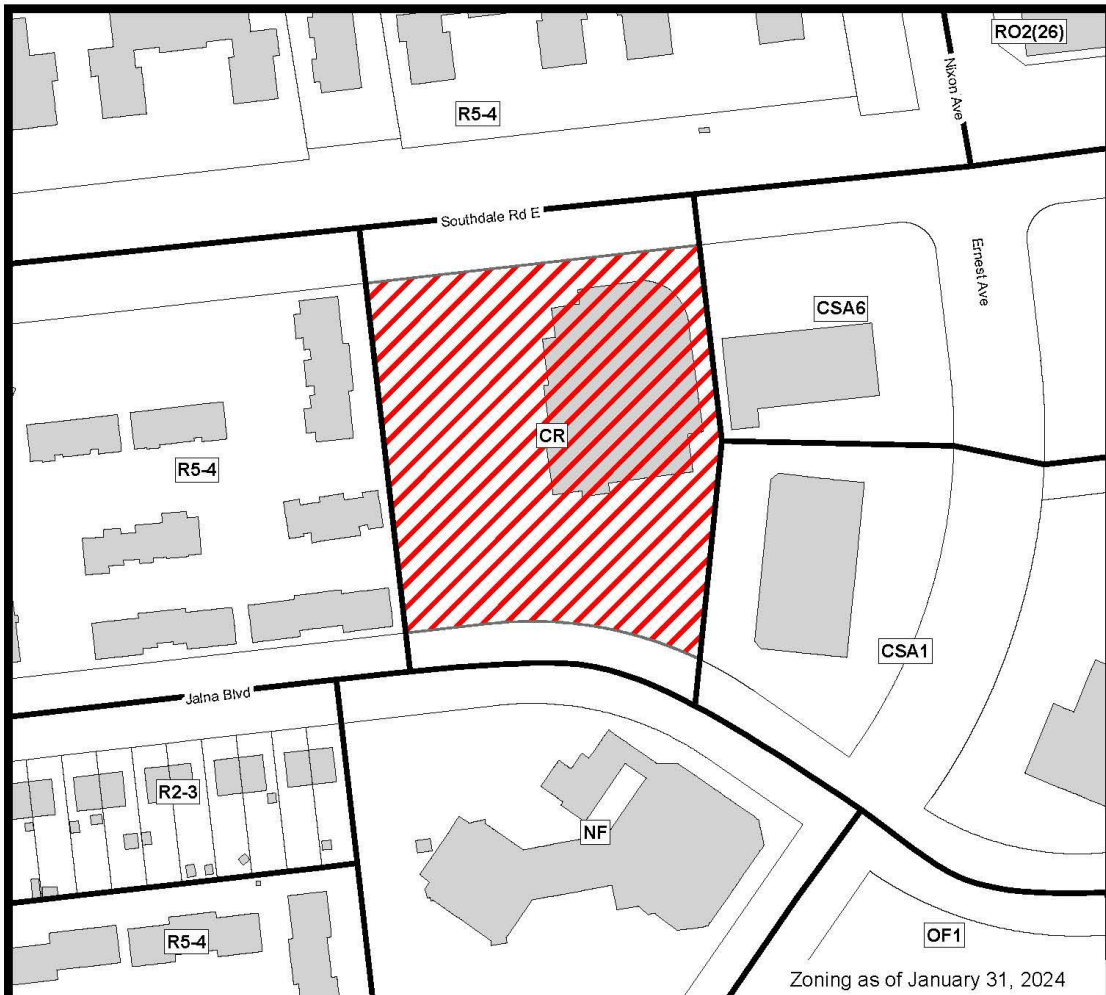 RO2(26)
Nixon Ave
R5-4
Southdale Rd E
Ernest Ave
CSA6
CR
R5-4
CSA1
Jalna Blvd
R2-3
NF
R5-4
OF1
Zoning as of January 31, 2024